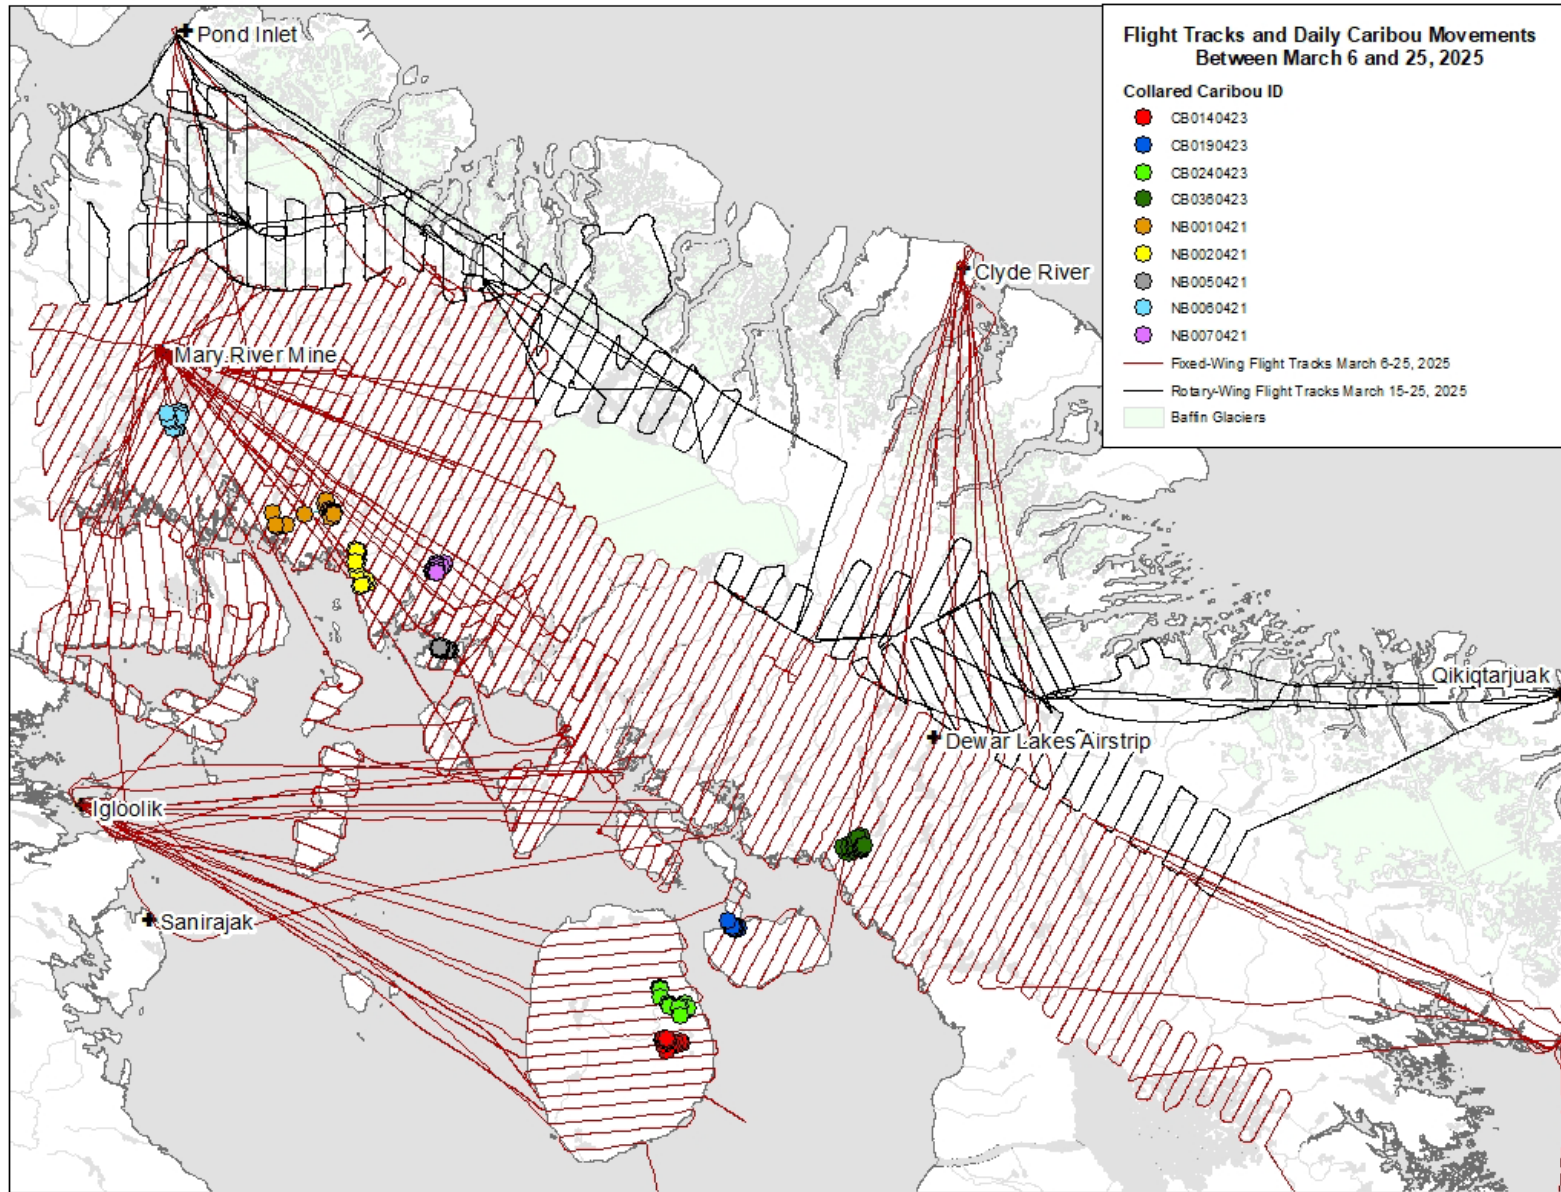 Flight Tracks and Daily Caribou Movements
Between March 6 and 25, 2025
Collared Caribou ID
CB0140423
CB0190423
CB0240423
CB0360423
NB0010421
NB0020421
NB0050421
NB0060421
NB0070421
Fixed-Wing Flight Tracks March 6-25, 2025
Rotary-Wing Flight Tracks March 15-25, 2025
Baffin Glaciers
Pond Inlet
Clyde River
Mary River Mine
Qikiqtarjuak
Dewar Lakes Airstrip
Igloolik
Sanirajak